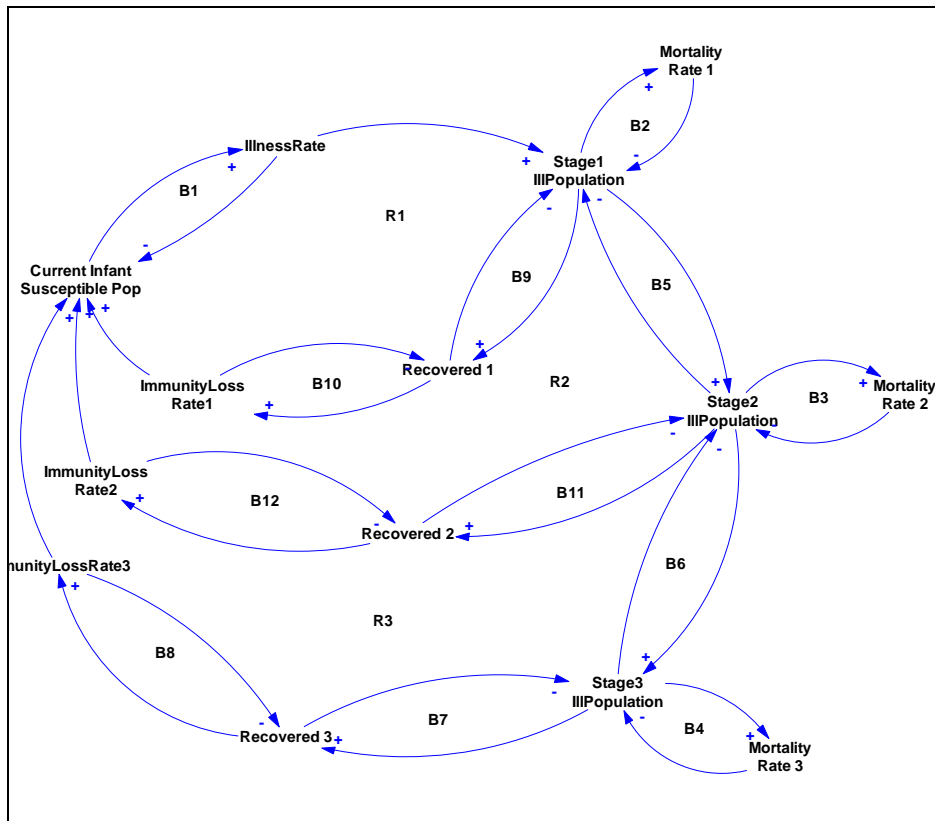 Mortality
Rate 1
+
B2
-
IllnessRate
+
B1
-
+
Stage1
IllPopulation
-
-
R1
Current Infant
Susceptible Pop
+
+
+
B9
B5
+
Recovered 1
-
ImmunityLoss
Rate1
B10
+
R2
+
Stage2
IllPopulation
-
-
-
+
B3
Mortality
Rate 2
ImmunityLoss
Rate2
+
B12
-
Recovered 2
+
B11
munityLossRate3
+
B6
R3
B8
-
Recovered 3
+
B7
-
+
Stage3
IllPopulation
-
B4
+
Mortality
Rate 3